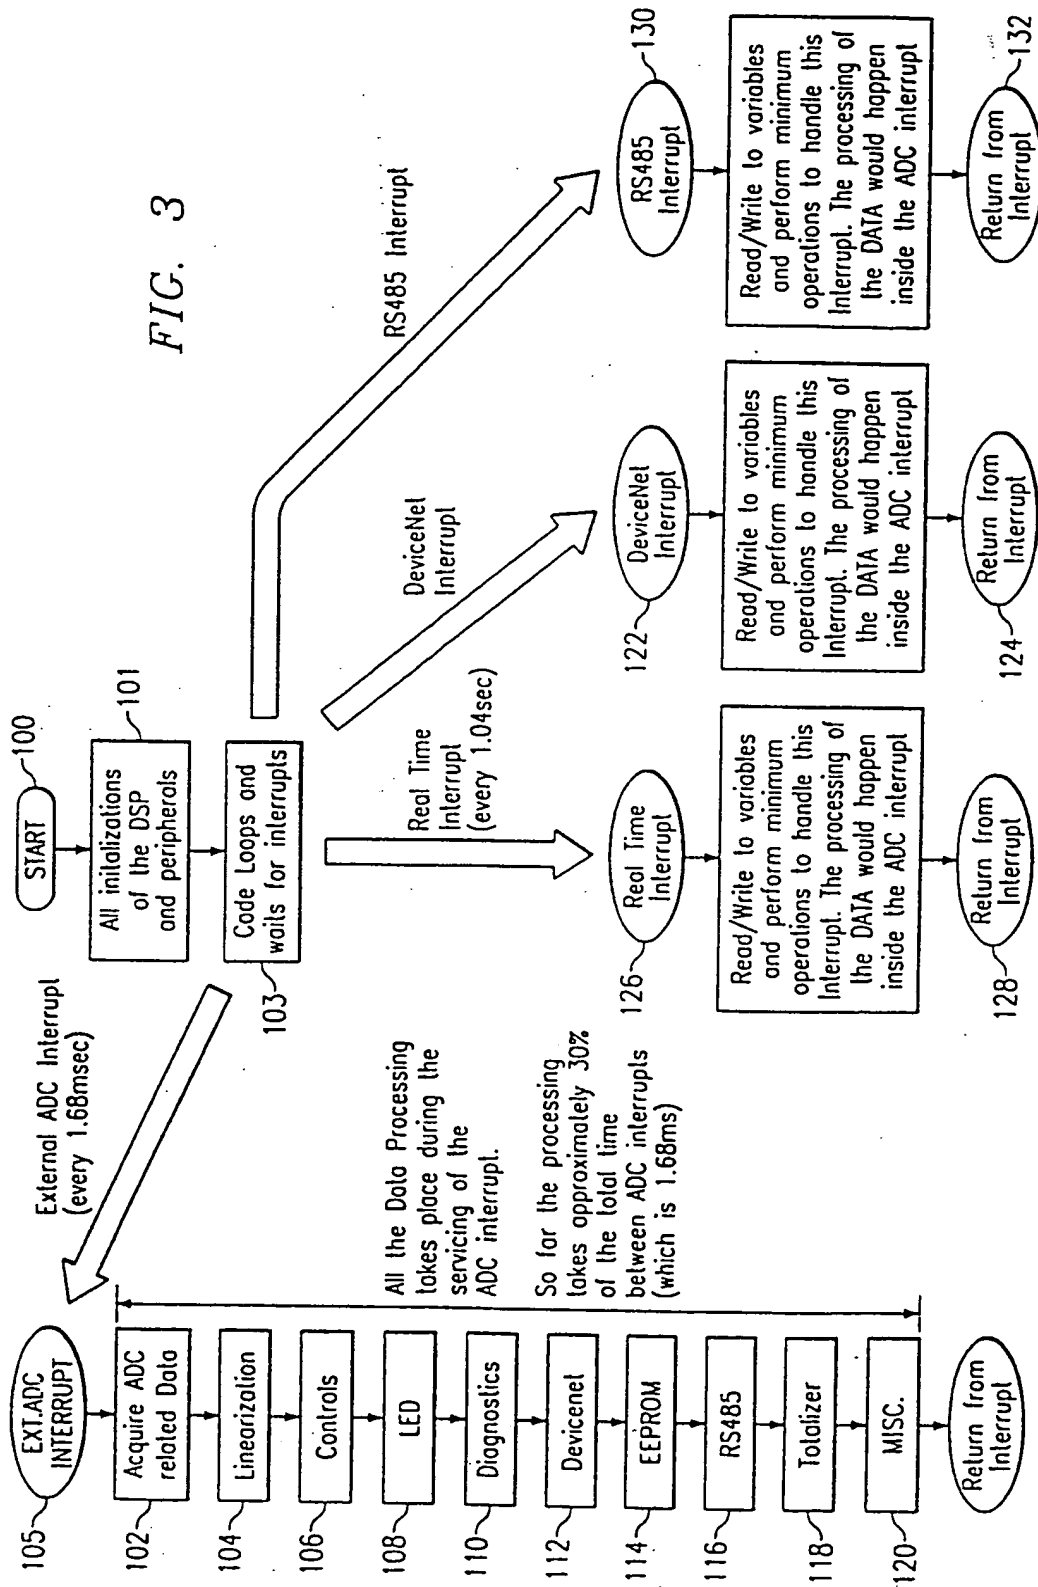 FIG. 3
START
100
All initalizations
of the DSP
and peripherals
101
Code Loops and
waits for interrupts
103
External ADC Interrupt
(every 1.68msec)
Real Time
Interrupt
(every 1.04sec)
DeviceNet
Interrupt
RS485 Interrupt
EXT.ADC
INTERRUPT
105
Acquire ADC
related Data
102
Linearization
104
Controls
106
LED
108
Diagnostics
110
Devicenet
112
EEPROM
114
RS485
116
Totalizer
118
MISC.
120
Return from
Interrupt
All the Data Processing
takes place during the
servicing of the
ADC interrupt.
So far the processing
takes approximately 30%
of the total time
between ADC interrupts
(which is 1.68ms)
Real Time
Interrupt
126
Read/Write to variables
and perform minimum
operations to handle this
Interrupt. The processing of
the DATA would happen
inside the ADC interrupt
Return from
Interrupt
128
DeviceNet
Interrupt
122
Read/Write to variables
and perform minimum
operations to handle this
Interrupt. The processing of
the DATA would happen
inside the ADC interrupt
Return from
Interrupt
124
RS485
Interrupt
130
Read/Write to variables
and perform minimum
operations to handle this
Interrupt. The processing of
the DATA would happen
inside the ADC interrupt
Return from
Interrupt
132